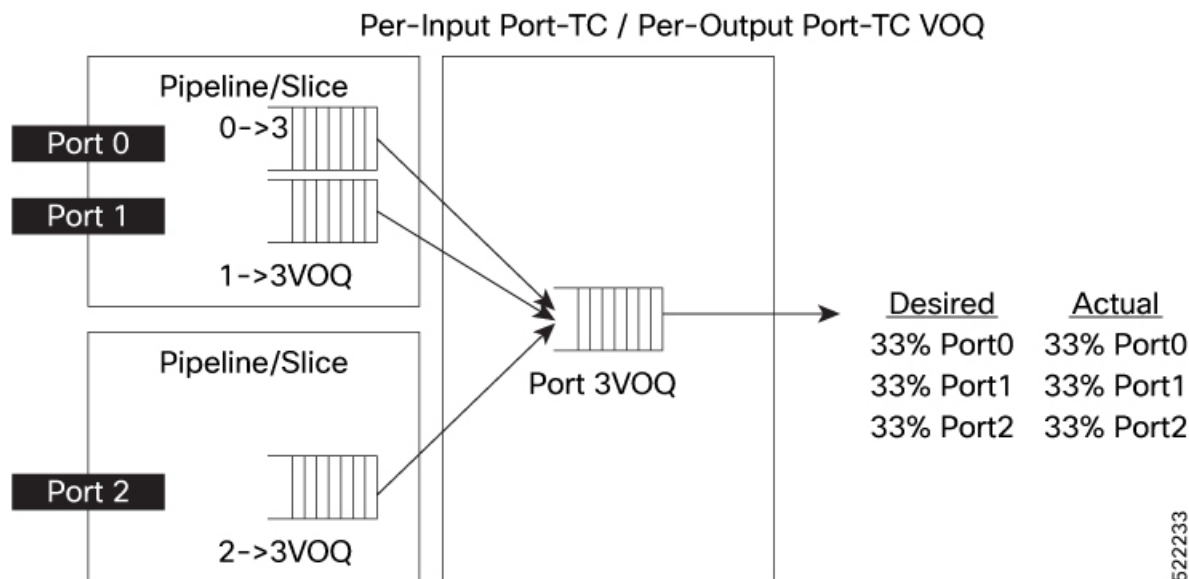 Per-Input Port-TC / Per-Output Port-TC VOQ
Pipeline/Slice
0->3
Port 0
Port 1
1->3VOQ
Pipeline/Slice
Port 2
2->3VOQ
Port 3VOQ
Desired Actual
33% Port0 33% Port0
33% Port1 33% Port1
33% Port2 33% Port2
522233